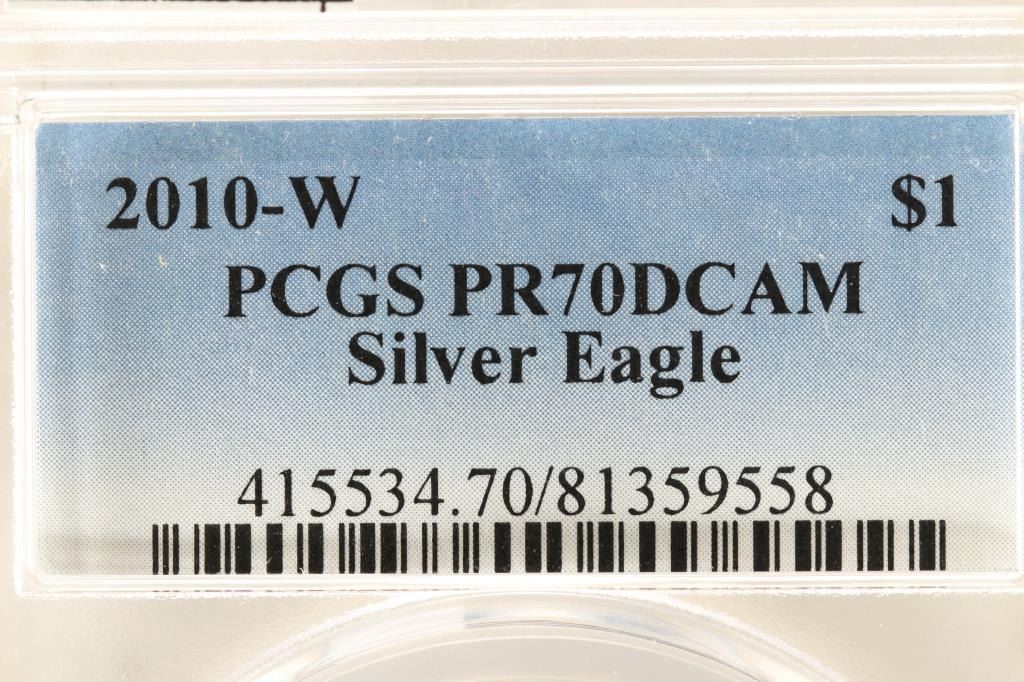 2010-W $1
PCGS PR70DCAM
Silver Eagle
415534.70/81359558